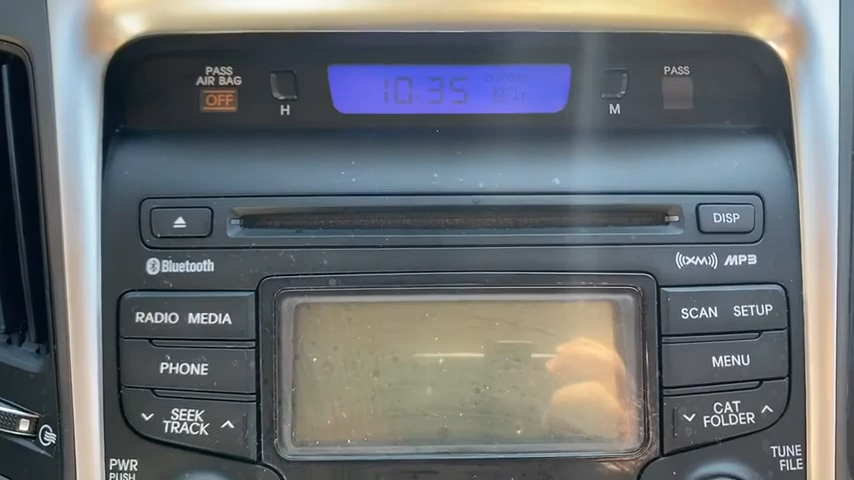 PASS
AIR BAG
OFF
H
10:35
M
PASS
DISP
Bluetooth
XM MP3
RADIO MEDIA
PHONE
SEEK
TRACK
SCAN SETUP
MENU
CAT
FOLDER
PWR
PUSH
TUNE
FILE